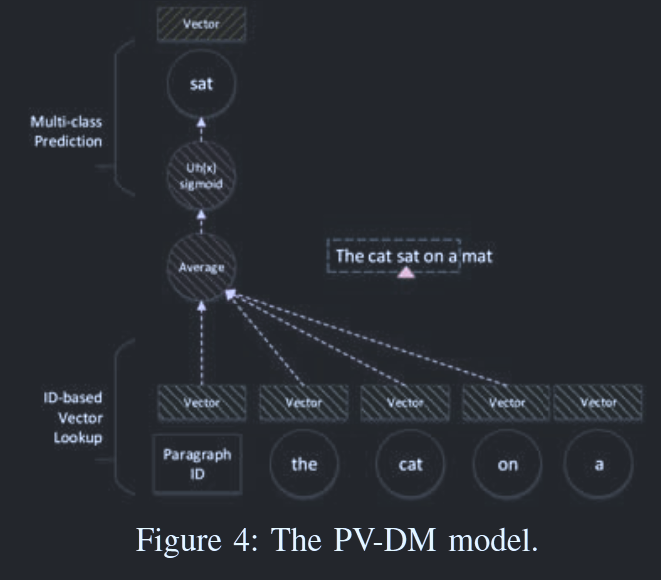 Vector
sat
Multi-class
Prediction
Uh(x)
sigmoid
Average
The cat sat on a mat
ID-based
Vector
Lookup
Vector Vector Vector Vector Vector
Paragraph
ID
the cat on a
Figure 4: The PV-DM model.